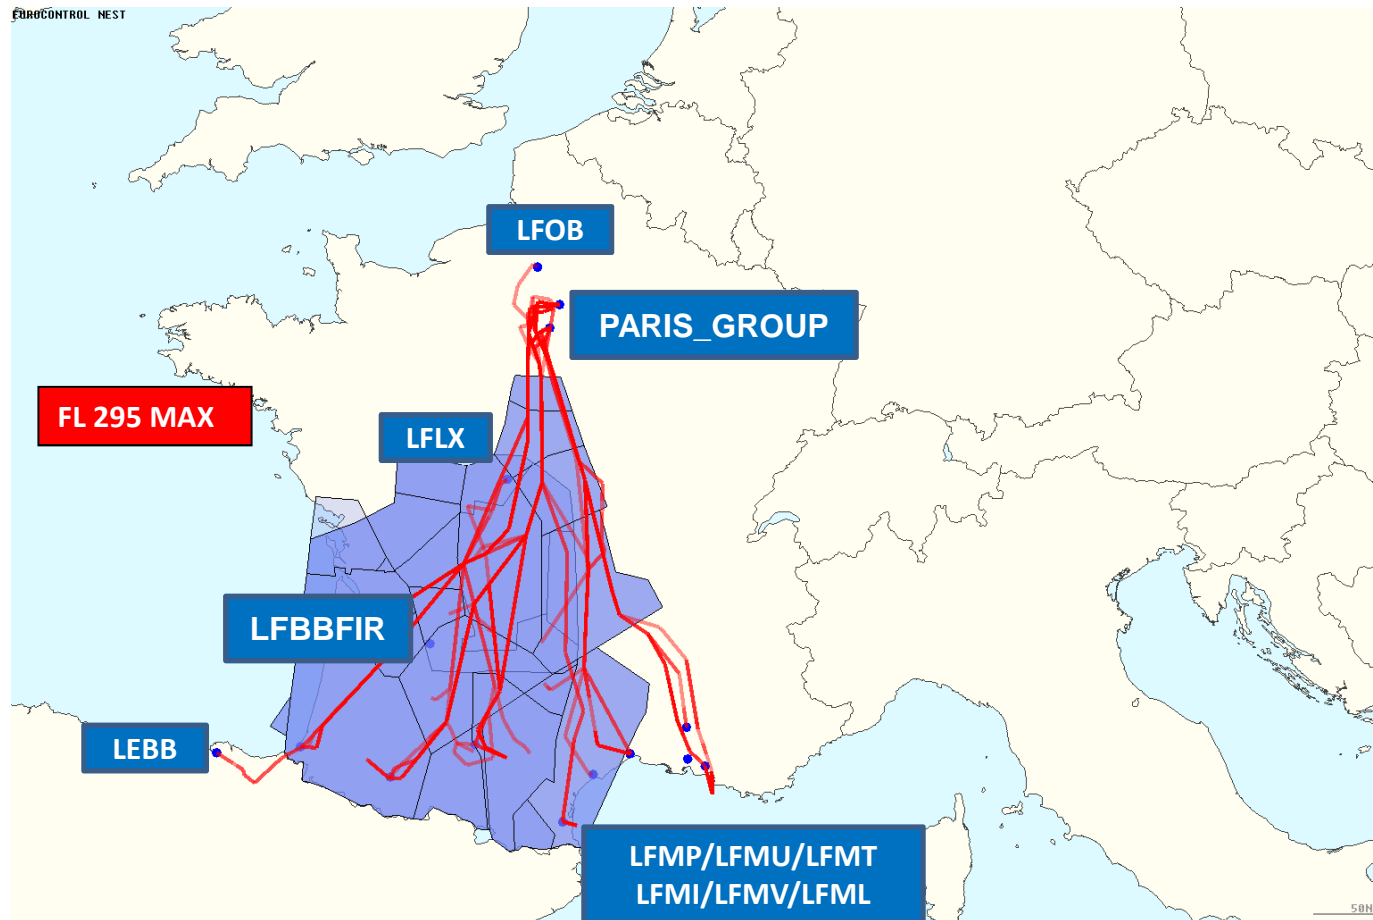 EUROCONTROL NEST
LFOB
PARIS_GROUP
FL 295 MAX
LFLX
LFBBFIR
LEBB
LFMP/LFMU/LFMT
LFMI/LFMV/LFML
50N